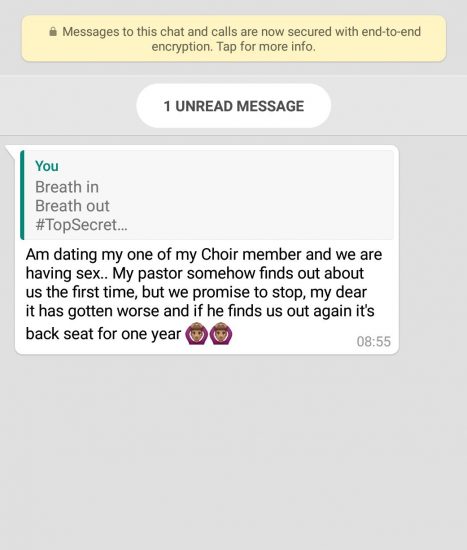 Messages to this chat and calls are now secured with end-to-end
encryption. Tap for more info.
1 UNREAD MESSAGE
You
Breath in
Breath out
#TopSecret...
Am dating my one of my Choir member and we are
having sex.. My pastor somehow finds out about
us the first time, but we promise to stop, my dear
it has gotten worse and if he finds us out again it's
back seat for one year 🙆🏽🙆🏽
08:55